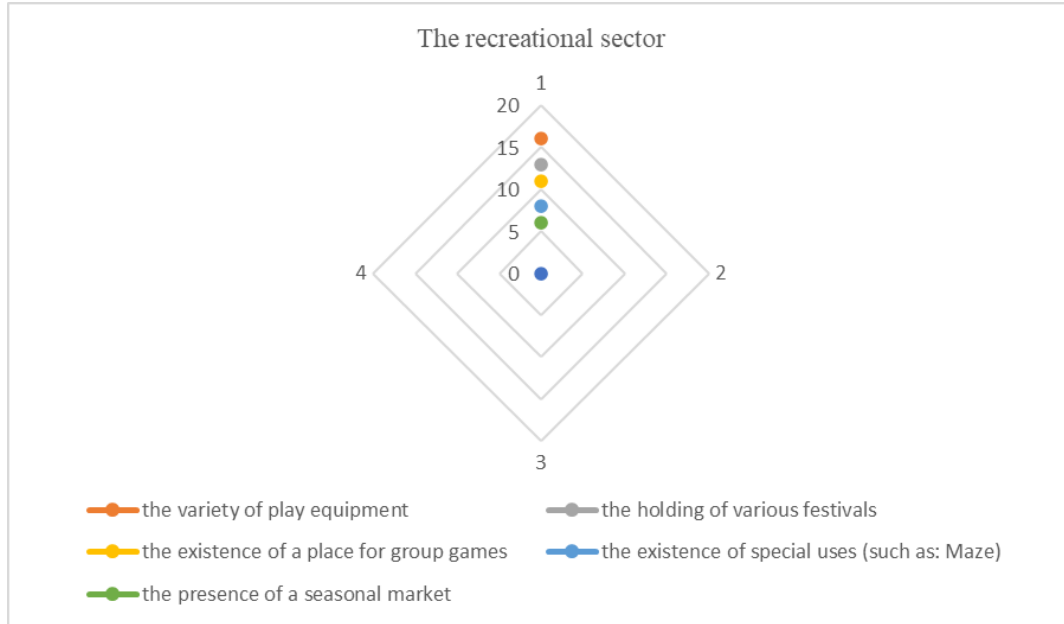 The recreational sector
1
20
15
10
5
4 0 2
3
the variety of play equipment the holding of various festivals
the existence of a place for group games the existence of special uses (such as: Maze)
the presence of a seasonal market